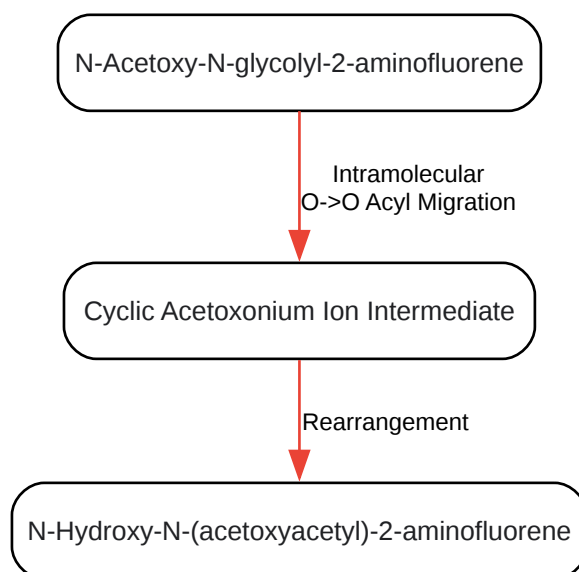 N-Acetoxy-N-glycolyl-2-aminofluorene
Intramolecular
O->O Acyl Migration
Cyclic Acetoxonium Ion Intermediate
Rearrangement
N-Hydroxy-N-(acetoxyacetyl)-2-aminofluorene